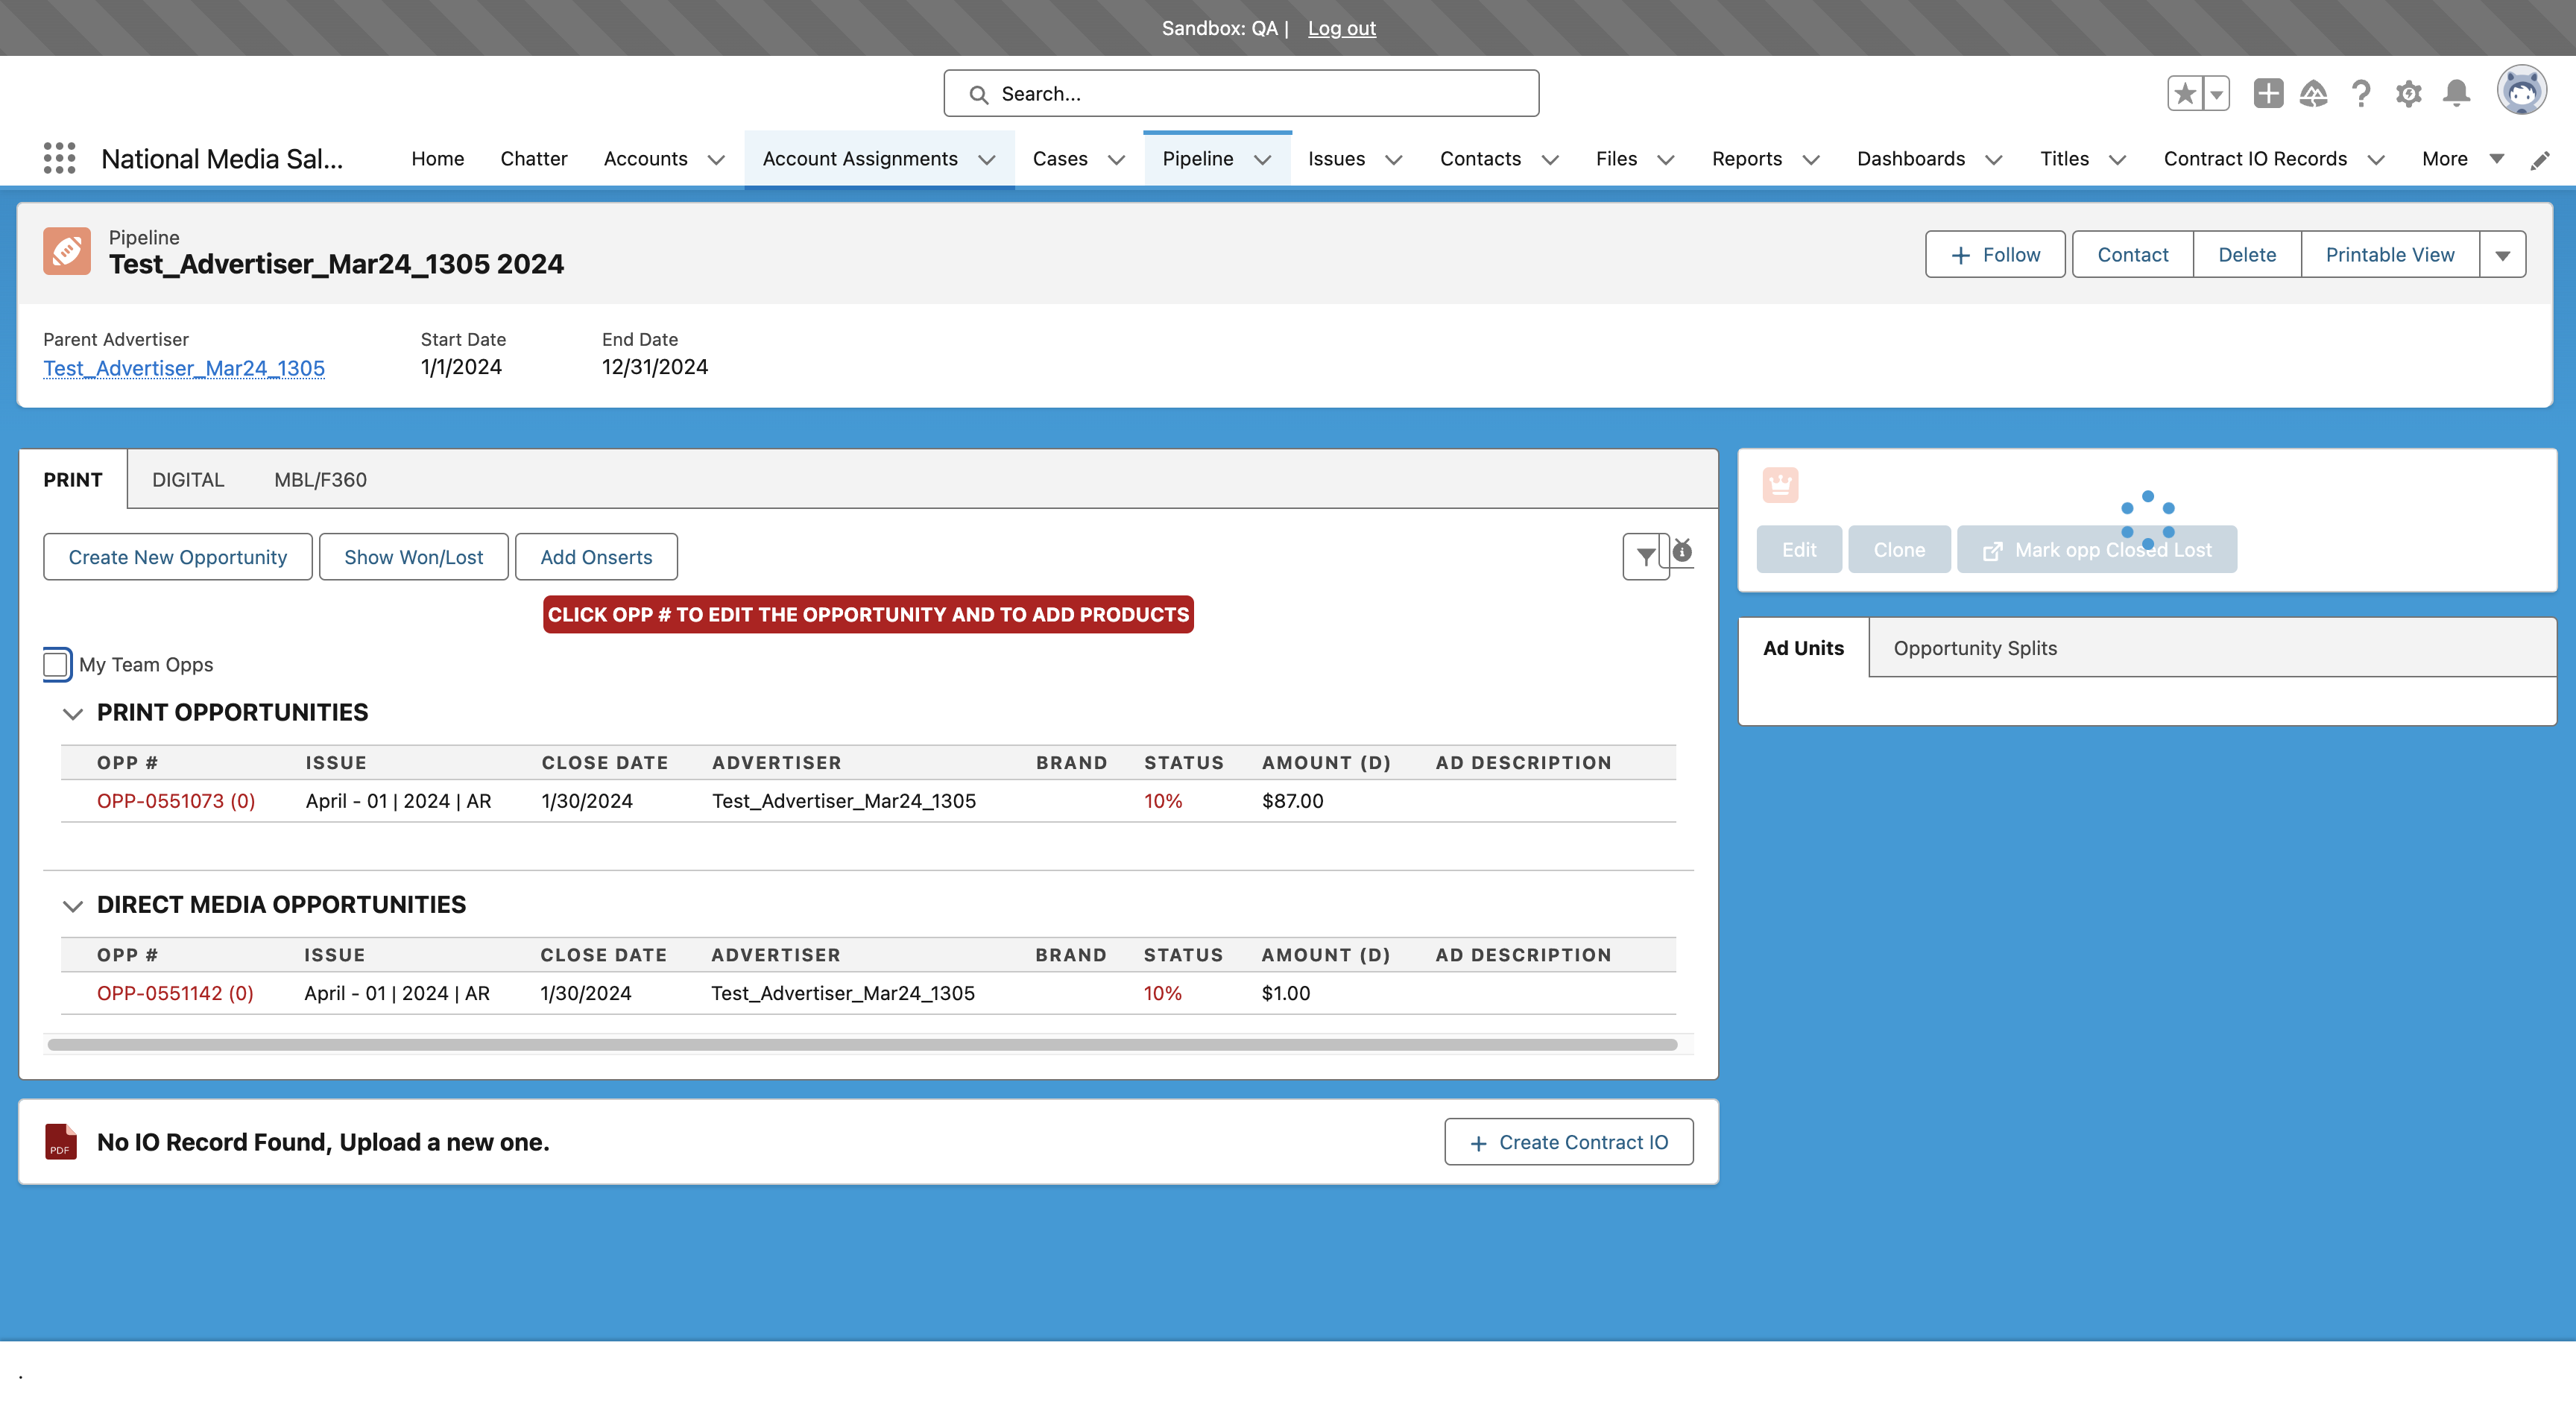 Sandbox: QA | Log out
Search...
National Media Sal...
Home Chatter Accounts Account Assignments Cases Pipeline Issues Contacts Files Reports Dashboards Titles Contract IO Records More
Pipeline
Test_Advertiser_Mar24_1305 2024
Follow Contact Delete Printable View
Parent Advertiser Start Date End Date
Test_Advertiser_Mar24_1305 1/1/2024 12/31/2024
PRINT DIGITAL MBL/F360
Create New Opportunity Show Won/Lost Add Onserts
CLICK OPP # TO EDIT THE OPPORTUNITY AND TO ADD PRODUCTS
My Team Opps
PRINT OPPORTUNITIES
OPP # ISSUE CLOSE DATE ADVERTISER BRAND STATUS AMOUNT (D) AD DESCRIPTION
OPP-0551073 (0) April - 01 | 2024 | AR 1/30/2024 Test_Advertiser_Mar24_1305 10% $87.00
DIRECT MEDIA OPPORTUNITIES
OPP # ISSUE CLOSE DATE ADVERTISER BRAND STATUS AMOUNT (D) AD DESCRIPTION
OPP-0551142 (0) April - 01 | 2024 | AR 1/30/2024 Test_Advertiser_Mar24_1305 10% $1.00
PDF No IO Record Found, Upload a new one. Create Contract IO
Edit Clone Mark opp Closed Lost
Ad Units Opportunity Splits
.